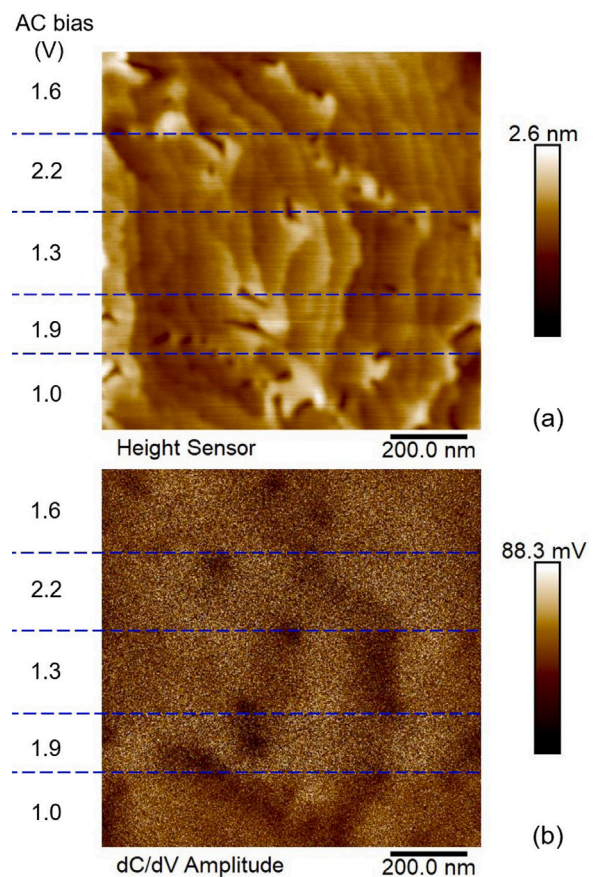 AC bias
(V)
1.6
2.2
1.3
1.9
1.0
2.6 nm
(a)
Height Sensor
200.0 nm
1.6
2.2
1.3
1.9
1.0
88.3 mV
(b)
dC/dV Amplitude
200.0 nm